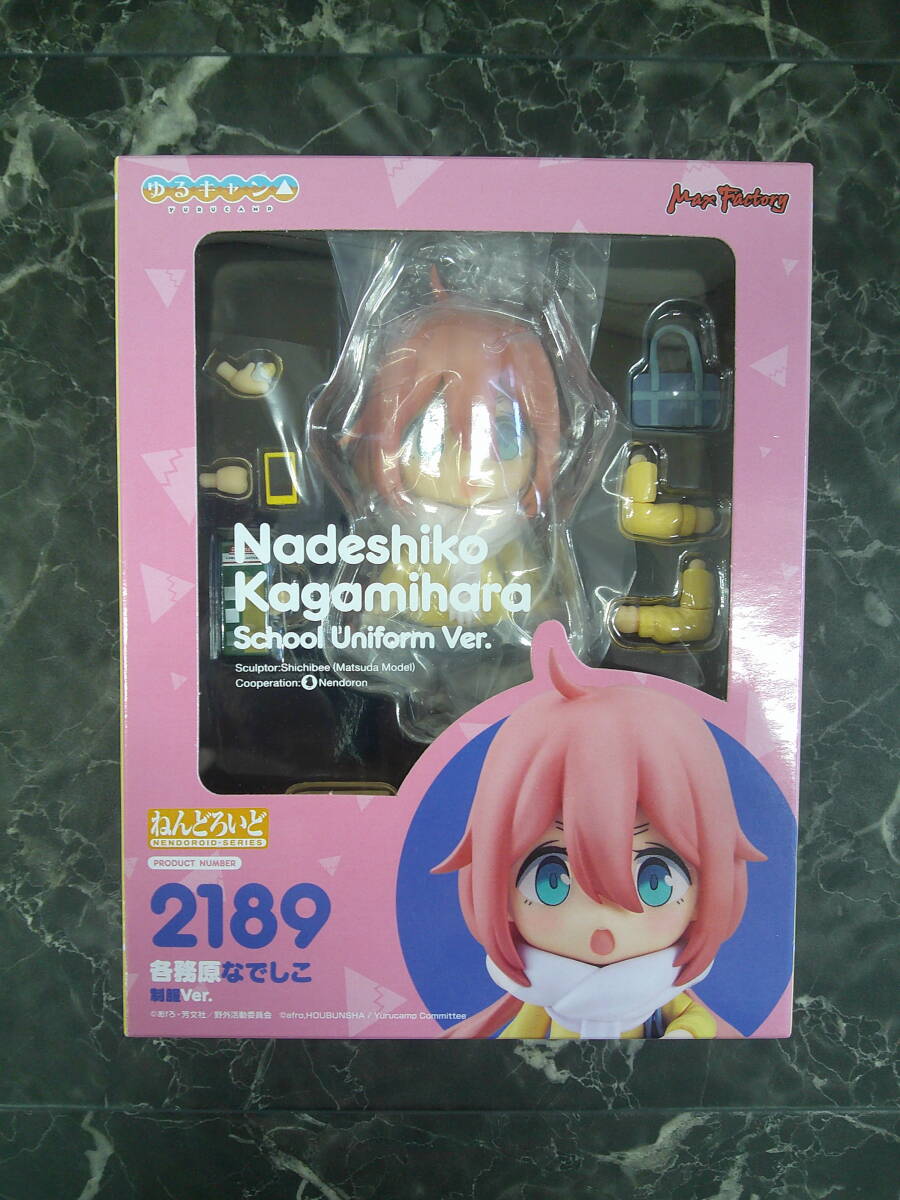 ゆるキャン△
YURUCAMP
Max Factory
Nadeshiko
Kagamihara
School Uniform Ver.
Sculptor:Shichibee (Matsuda Model)
Cooperation: Nendoron
ねんどろいど
NENDOROID-SERIES
PRODUCT NUMBER
2189
各務原なでしこ
制服Ver.
©あfろ・芳文社/野外活動委員会 ©afro,HOUBUNSHA / Yurucamp Committee